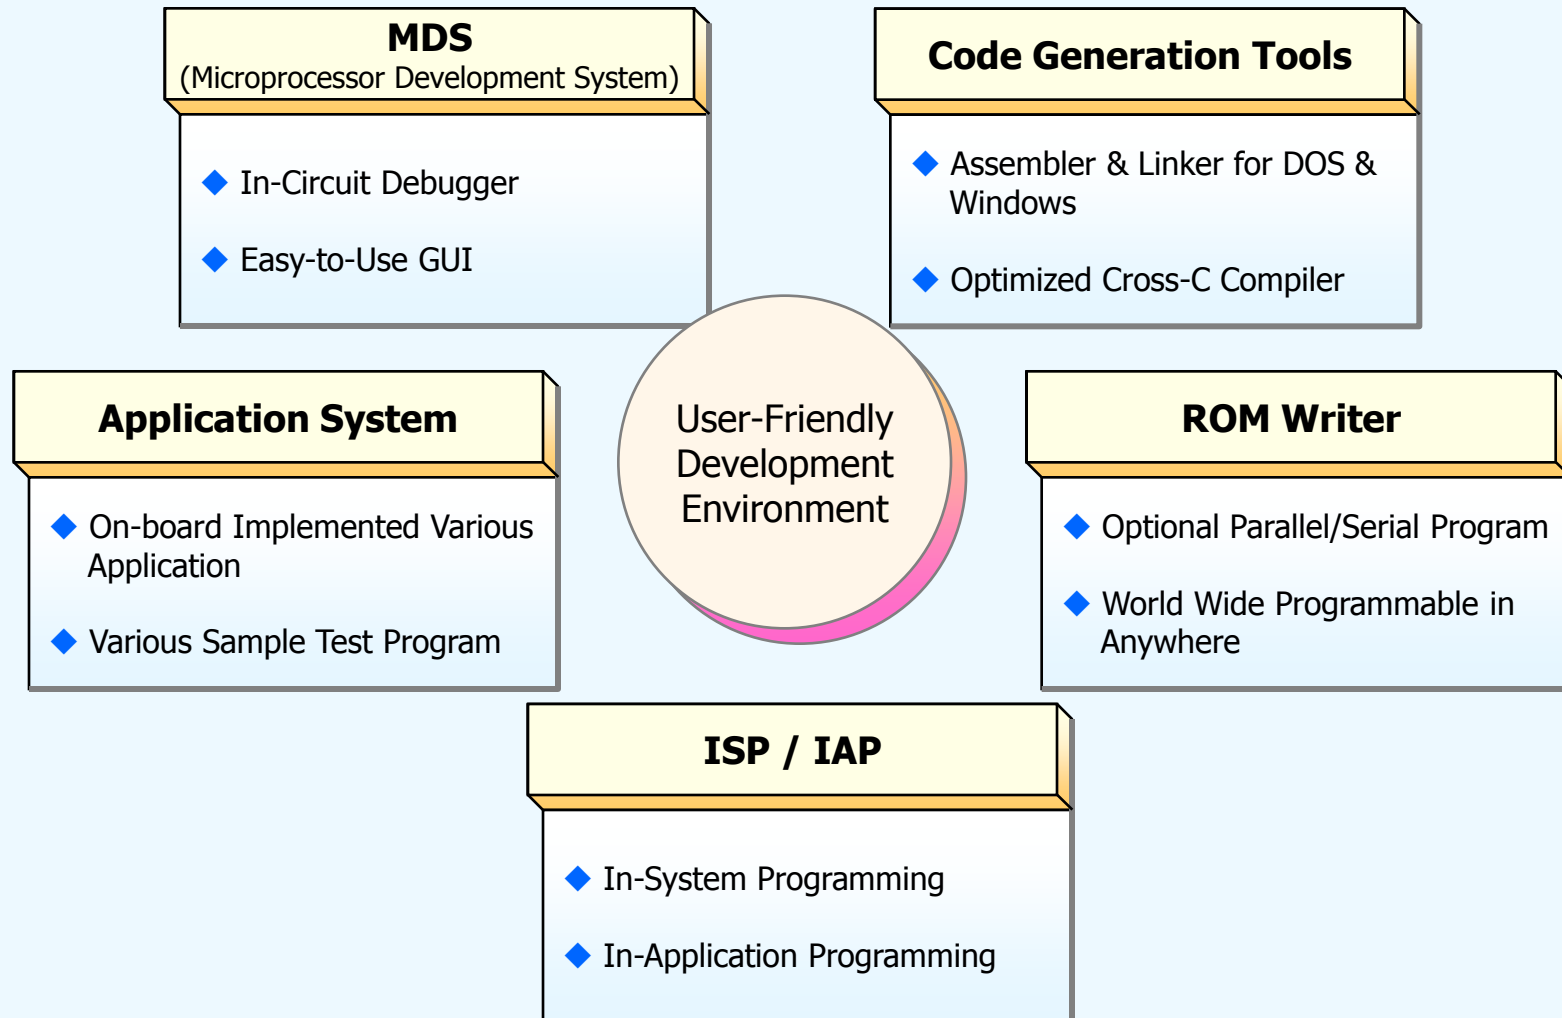 MDS
(Microprocessor Development System)
In-Circuit Debugger
Easy-to-Use GUI
Code Generation Tools
Assembler & Linker for DOS &
Windows
Optimized Cross-C Compiler
User-Friendly
Development
Environment
Application System
On-board Implemented Various
Application
Various Sample Test Program
ROM Writer
Optional Parallel/Serial Program
World Wide Programmable in
Anywhere
ISP / IAP
In-System Programming
In-Application Programming